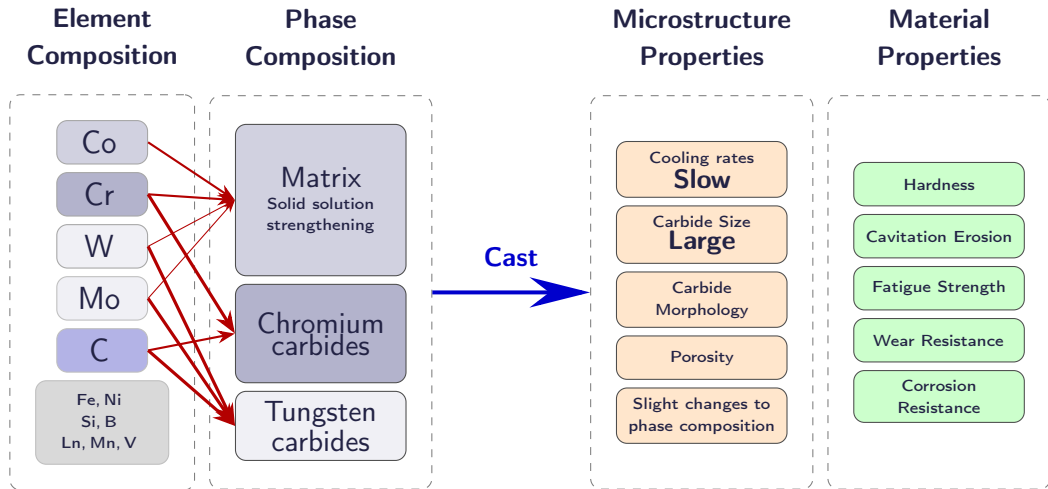 Element
Composition
Phase
Composition
Microstructure
Properties
Material
Properties
Co
Cr
W
Mo
C
Fe, Ni
Si, B
Ln, Mn, V
Matrix
Solid solution
strengthening
Chromium
carbides
Tungsten
carbides
Cast
Cooling rates
Slow
Carbide Size
Large
Carbide
Morphology
Porosity
Slight changes to
phase composition
Hardness
Cavitation Erosion
Fatigue Strength
Wear Resistance
Corrosion
Resistance